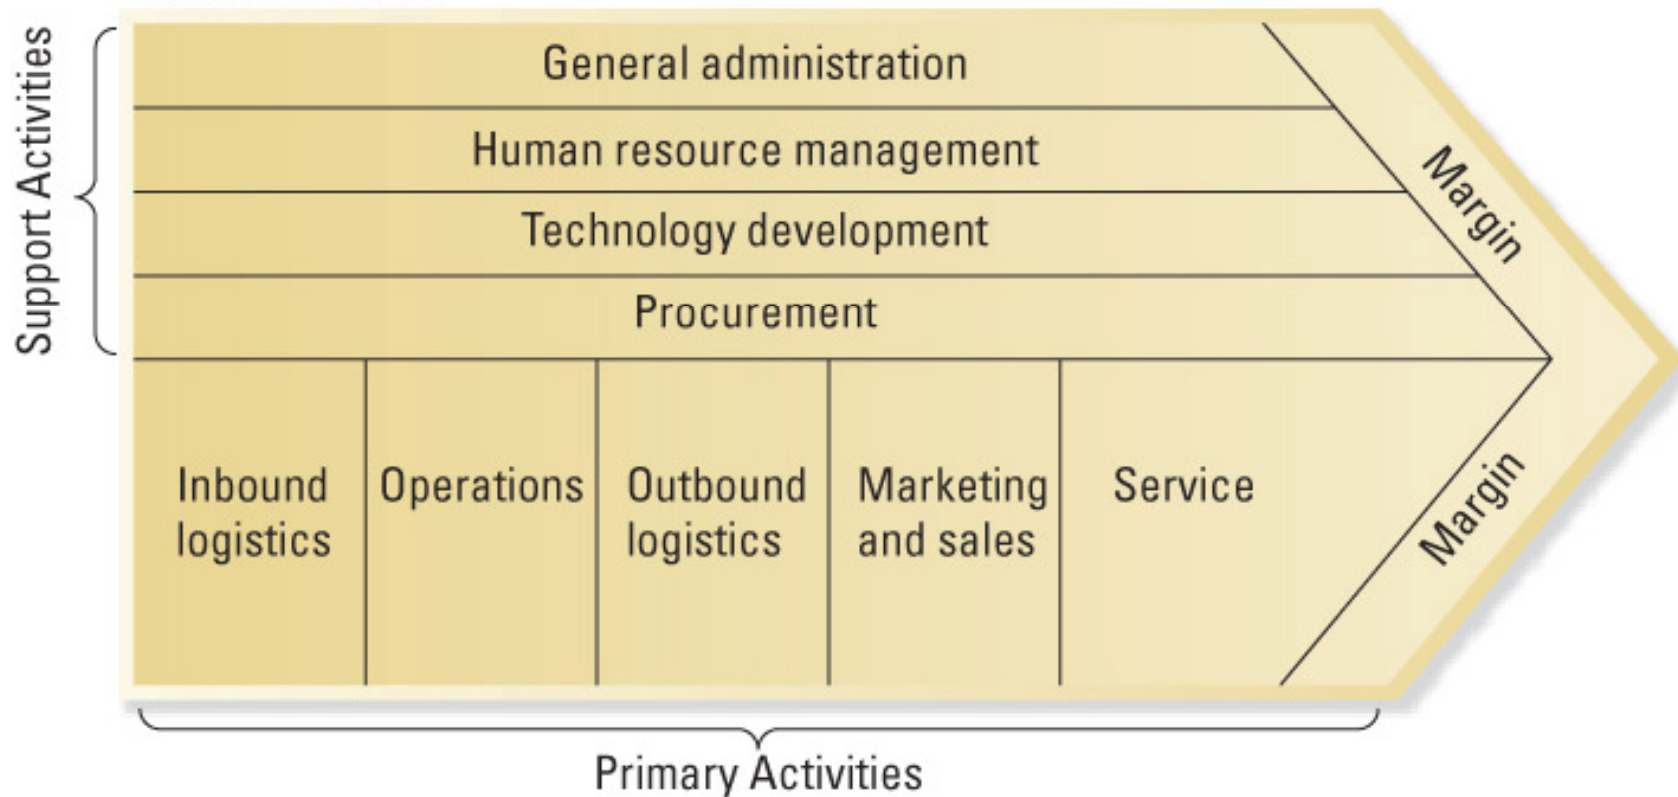 Support Activities
General administration
Human resource management
Technology development
Procurement
Margin
Inbound
logistics
Operations
Outbound
logistics
Marketing
and sales
Service
Margin
Primary Activities